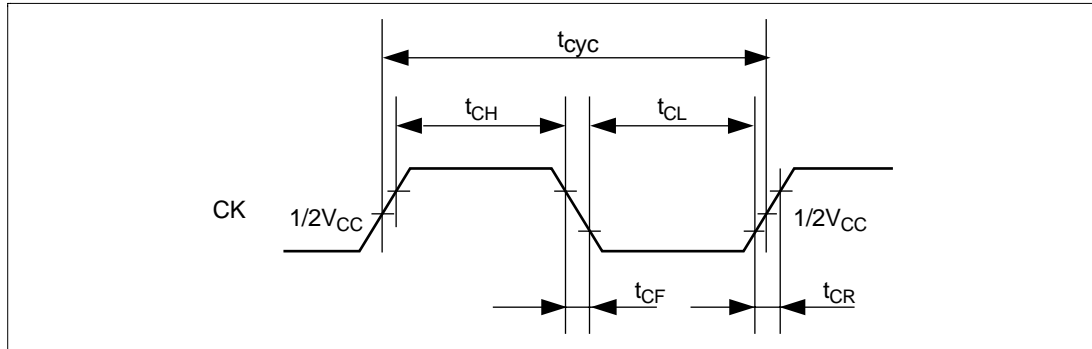 tcyc
tCH
tCL
CK
1/2VCC
1/2VCC
tCF
tCR